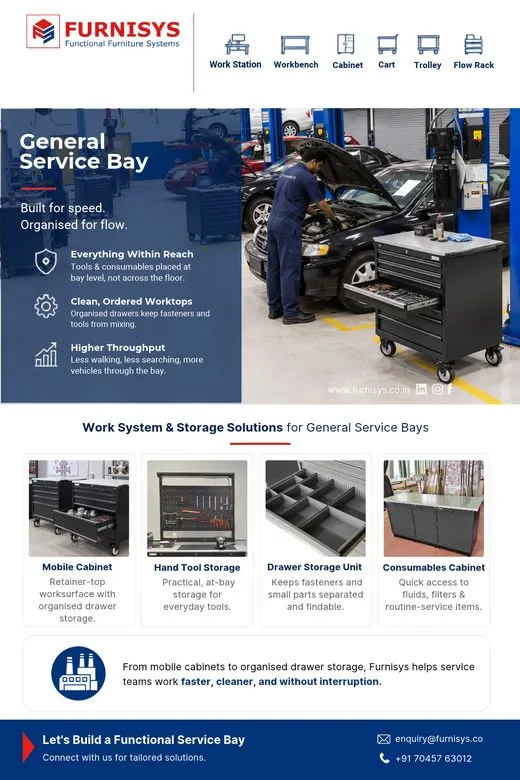 FURNISYS
Functional Furniture Systems
Work Station
Workbench
Cabinet
Cart
Trolley
Flow Rack
General
Service Bay
Built for speed.
Organised for flow.
Everything Within Reach
Tools & consumables placed at
bay level, not across the floor.
Clean, Ordered Worktops
Organised drawers keep fasteners and
tools from mixing.
Higher Throughput
Less walking, less searching, more
vehicles through the bay.
www.furnisys.co.in
Work System & Storage Solutions for General Service Bays
Mobile Cabinet
Retainer-top
worksurface with
organised drawer
storage.
Hand Tool Storage
Practical, at-bay
storage for
everyday tools.
Drawer Storage Unit
Keeps fasteners and
small parts separated
and findable.
Consumables Cabinet
Quick access to
fluids, filters &
routine-service items.
From mobile cabinets to organised drawer storage, Furnisys helps service
teams work faster, cleaner, and without interruption.
Let's Build a Functional Service Bay
Connect with us for tailored solutions.
enquiry@furnisys.co
+91 70457 63012